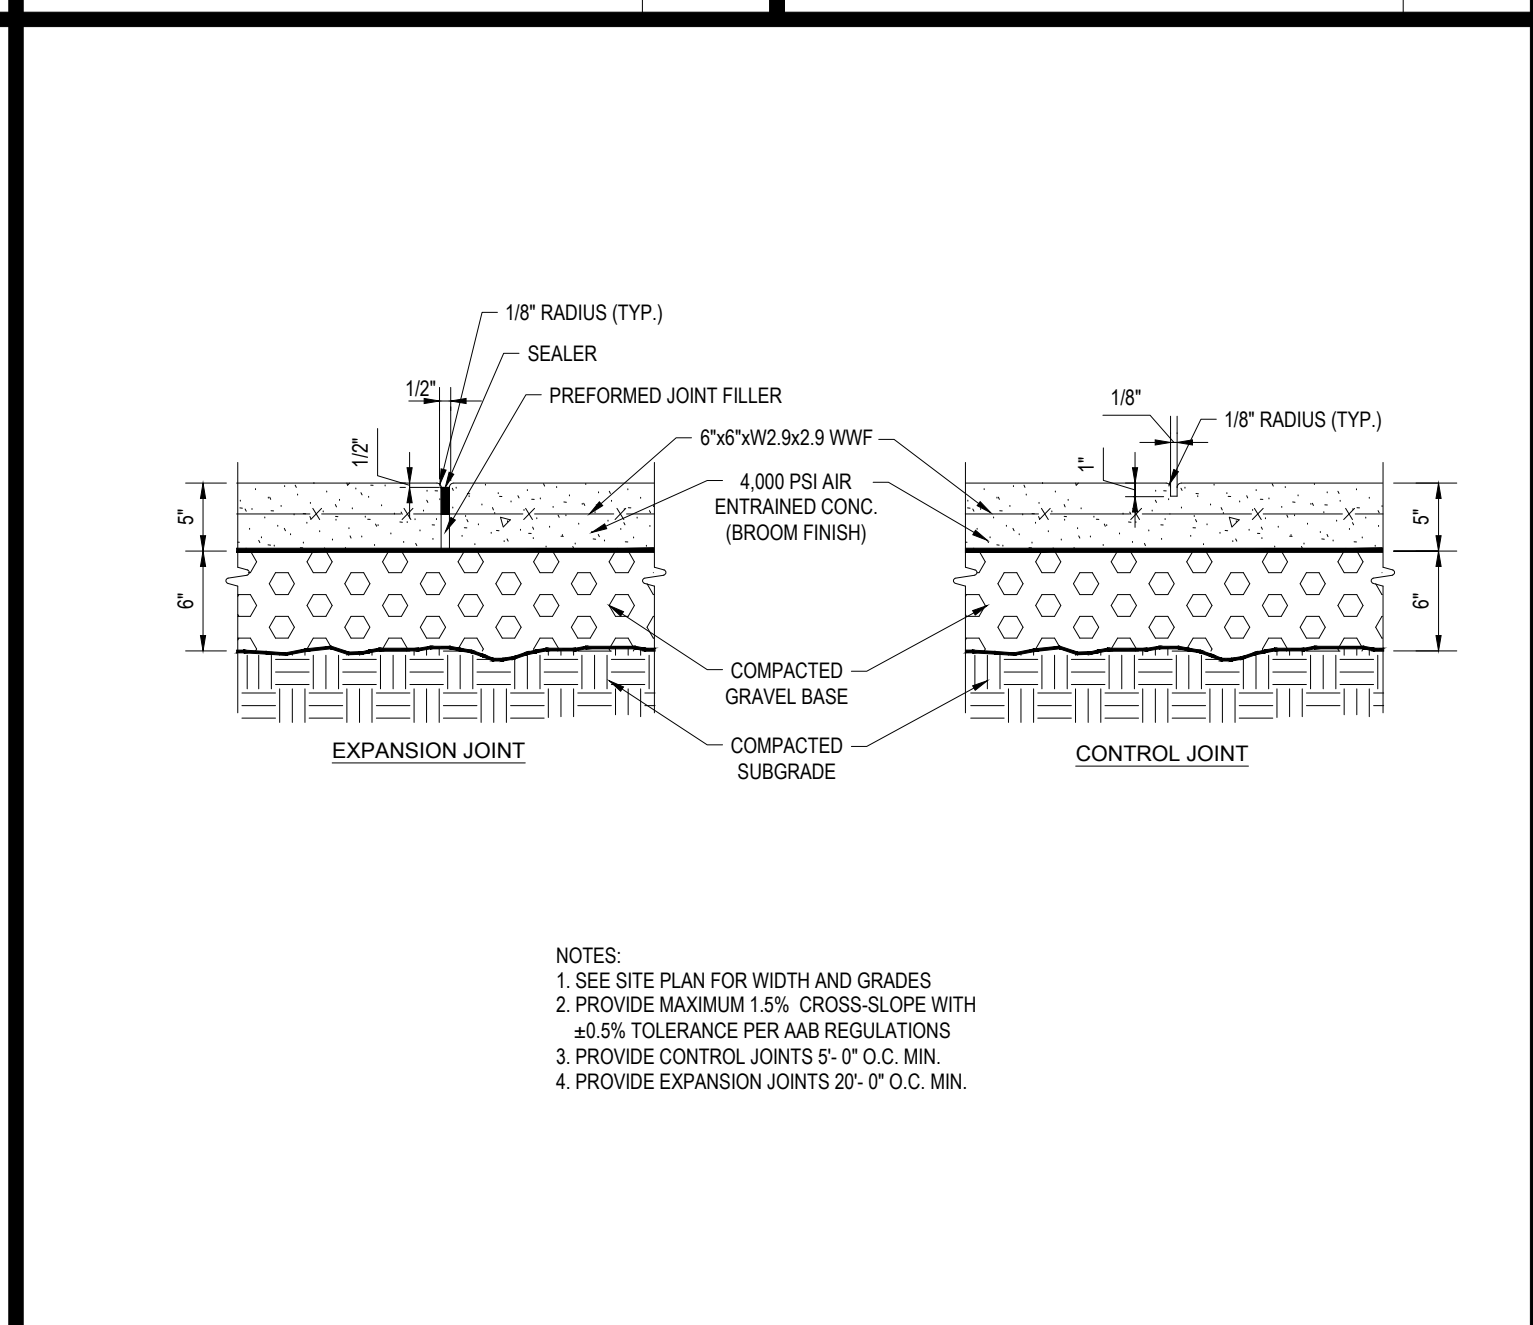 1/8" RADIUS (TYP.)
SEALER
1/2"
PREFORMED JOINT FILLER
1/2"
6"x6"xW2.9x2.9 WWF
4,000 PSI AIR
ENTRAINED CONC.
(BROOM FINISH)
5"
6"
COMPACTED
GRAVEL BASE
COMPACTED
SUBGRADE
EXPANSION JOINT
1/8"
1/8" RADIUS (TYP.)
1"
5"
6"
CONTROL JOINT
NOTES:
1. SEE SITE PLAN FOR WIDTH AND GRADES
2. PROVIDE MAXIMUM 1.5% CROSS-SLOPE WITH
±0.5% TOLERANCE PER AAB REGULATIONS
3. PROVIDE CONTROL JOINTS 5'- 0" O.C. MIN.
4. PROVIDE EXPANSION JOINTS 20'- 0" O.C. MIN.